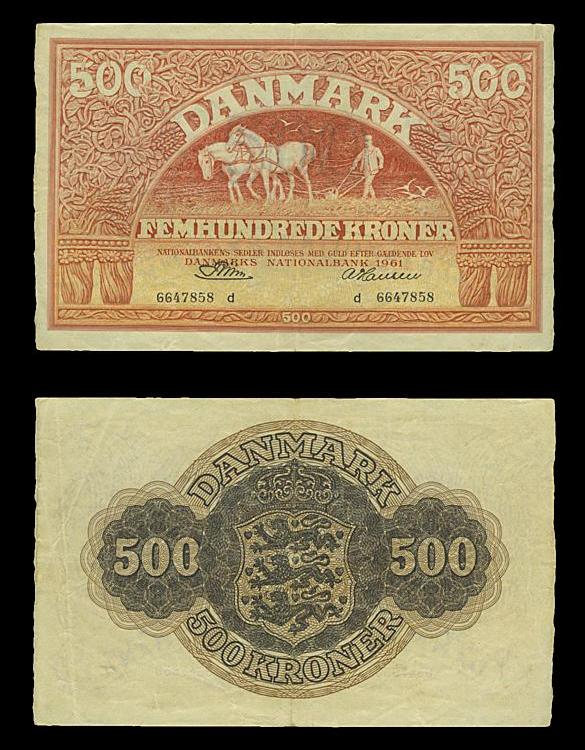 500 500
DANMARK
FEMHUNDREDE KRONER
NATIONALBANKENS SEDLER INDLØSES MED GULD EFTER GÆLDENDE LOV
DANMARKS NATIONALBANK 1961
A Hansen
6647858 d d 6647858
500
DANMARK
500 500
500 KRONER